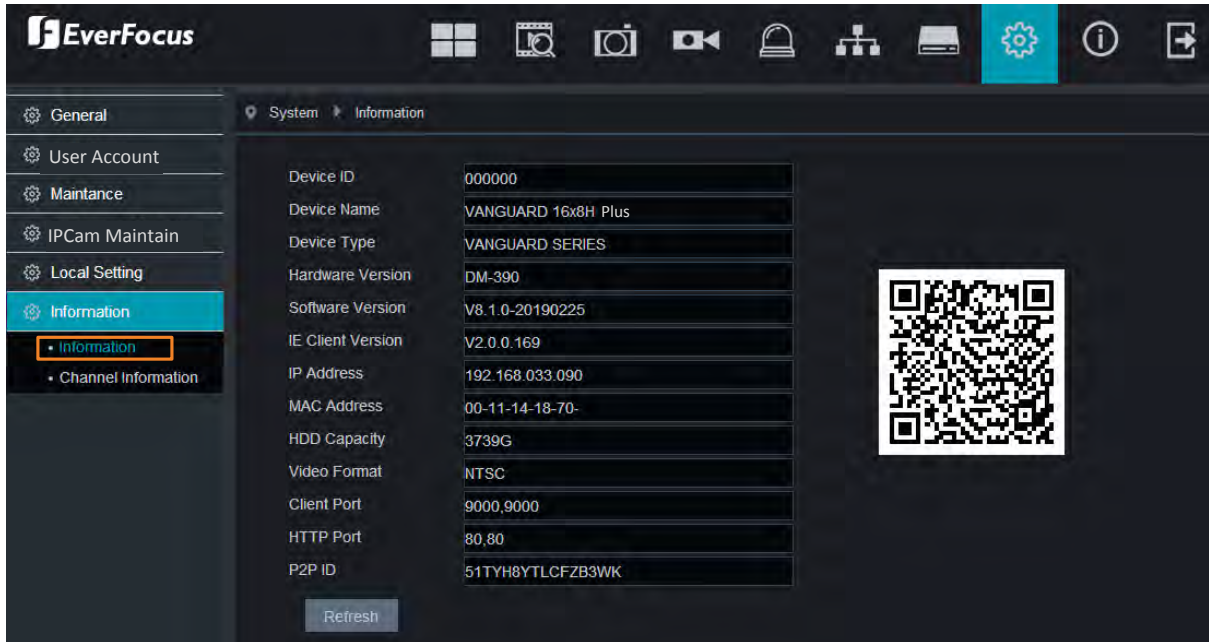 EverFocus
General
User Account
Maintance
IPCam Maintain
Local Setting
Information
• Information
• Channel Information
System Information
Device ID 000000
Device Name VANGUARD 16x8H Plus
Device Type VANGUARD SERIES
Hardware Version DM-390
Software Version V8.1.0-20190225
IE Client Version V2.0.0.169
IP Address 192.168.033.090
MAC Address 00-11-14-18-70-
HDD Capacity 3739G
Video Format NTSC
Client Port 9000,9000
HTTP Port 80,80
P2P ID 51TYH8YTLCFZB3WK
Refresh